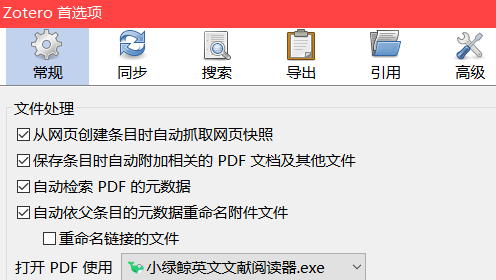 Zotero 首选项
常规 同步 搜索 导出 引用 高级
文件处理
从网页创建条目时自动抓取网页快照
保存条目时自动附加相关的 PDF 文档及其他文件
自动检索 PDF 的元数据
自动依父条目的元数据重命名附件文件
重命名链接的文件
打开 PDF 使用 小绿鲸英文文献阅读器.exe